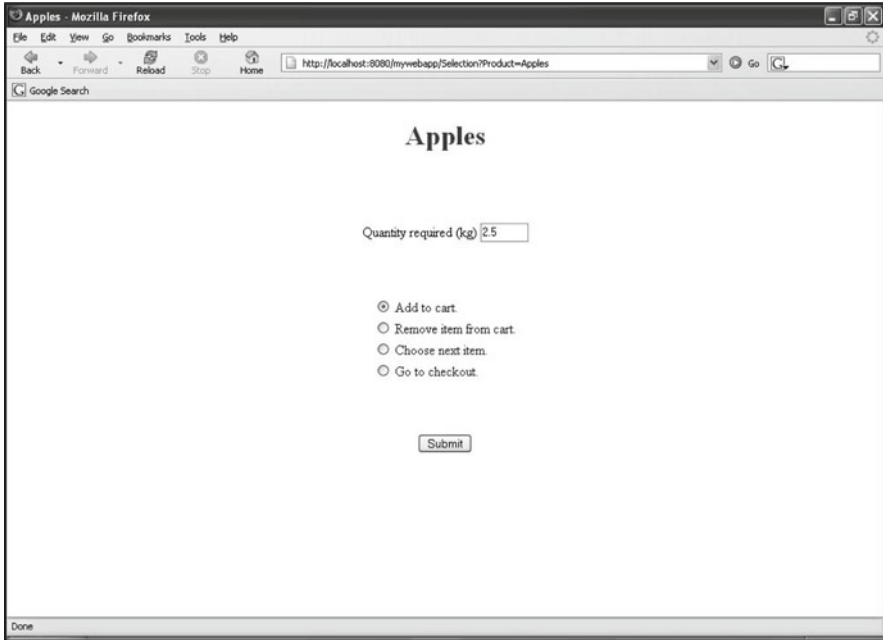 Apples - Mozilla Firefox
File Edit View Go Bookmarks Tools Help
Back Forward Reload Stop Home http://localhost:8080/mywebapp/Selection?Product=Apples Go G
G Google Search
Apples
Quantity required (kg) 2.5
Add to cart.
Remove item from cart.
Choose next item.
Go to checkout.
Submit
Done